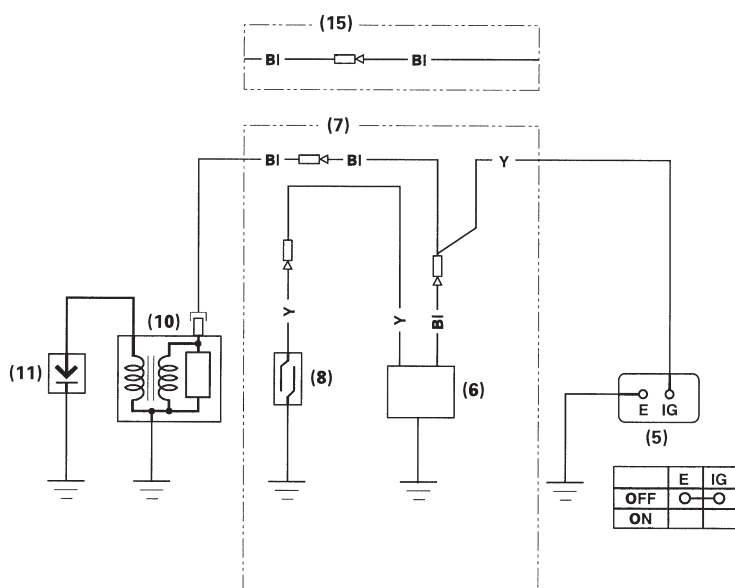 (15)
Bl Bl
(7)
Bl Bl Y
(10)
Y Y Bl
(11)
(8)
(6)
E IG
(5)
E IG
OFF
ON